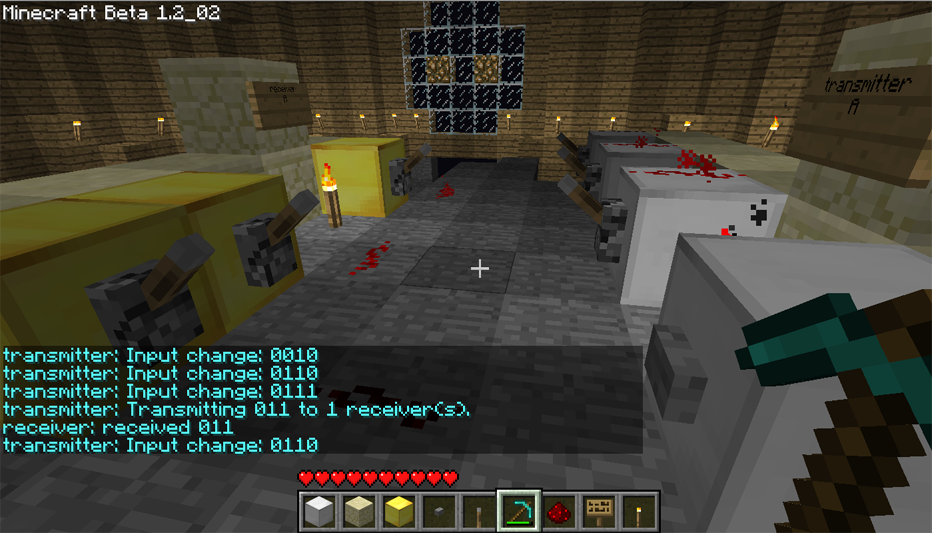 Minecraft Beta 1.2_02
receiver
B
transmitter
A
transmitter: Input change: 0010
transmitter: Input change: 0110
transmitter: Input change: 0111
transmitter: Transmitting 011 to 1 receiver(s).
receiver: received 011
transmitter: Input change: 0110